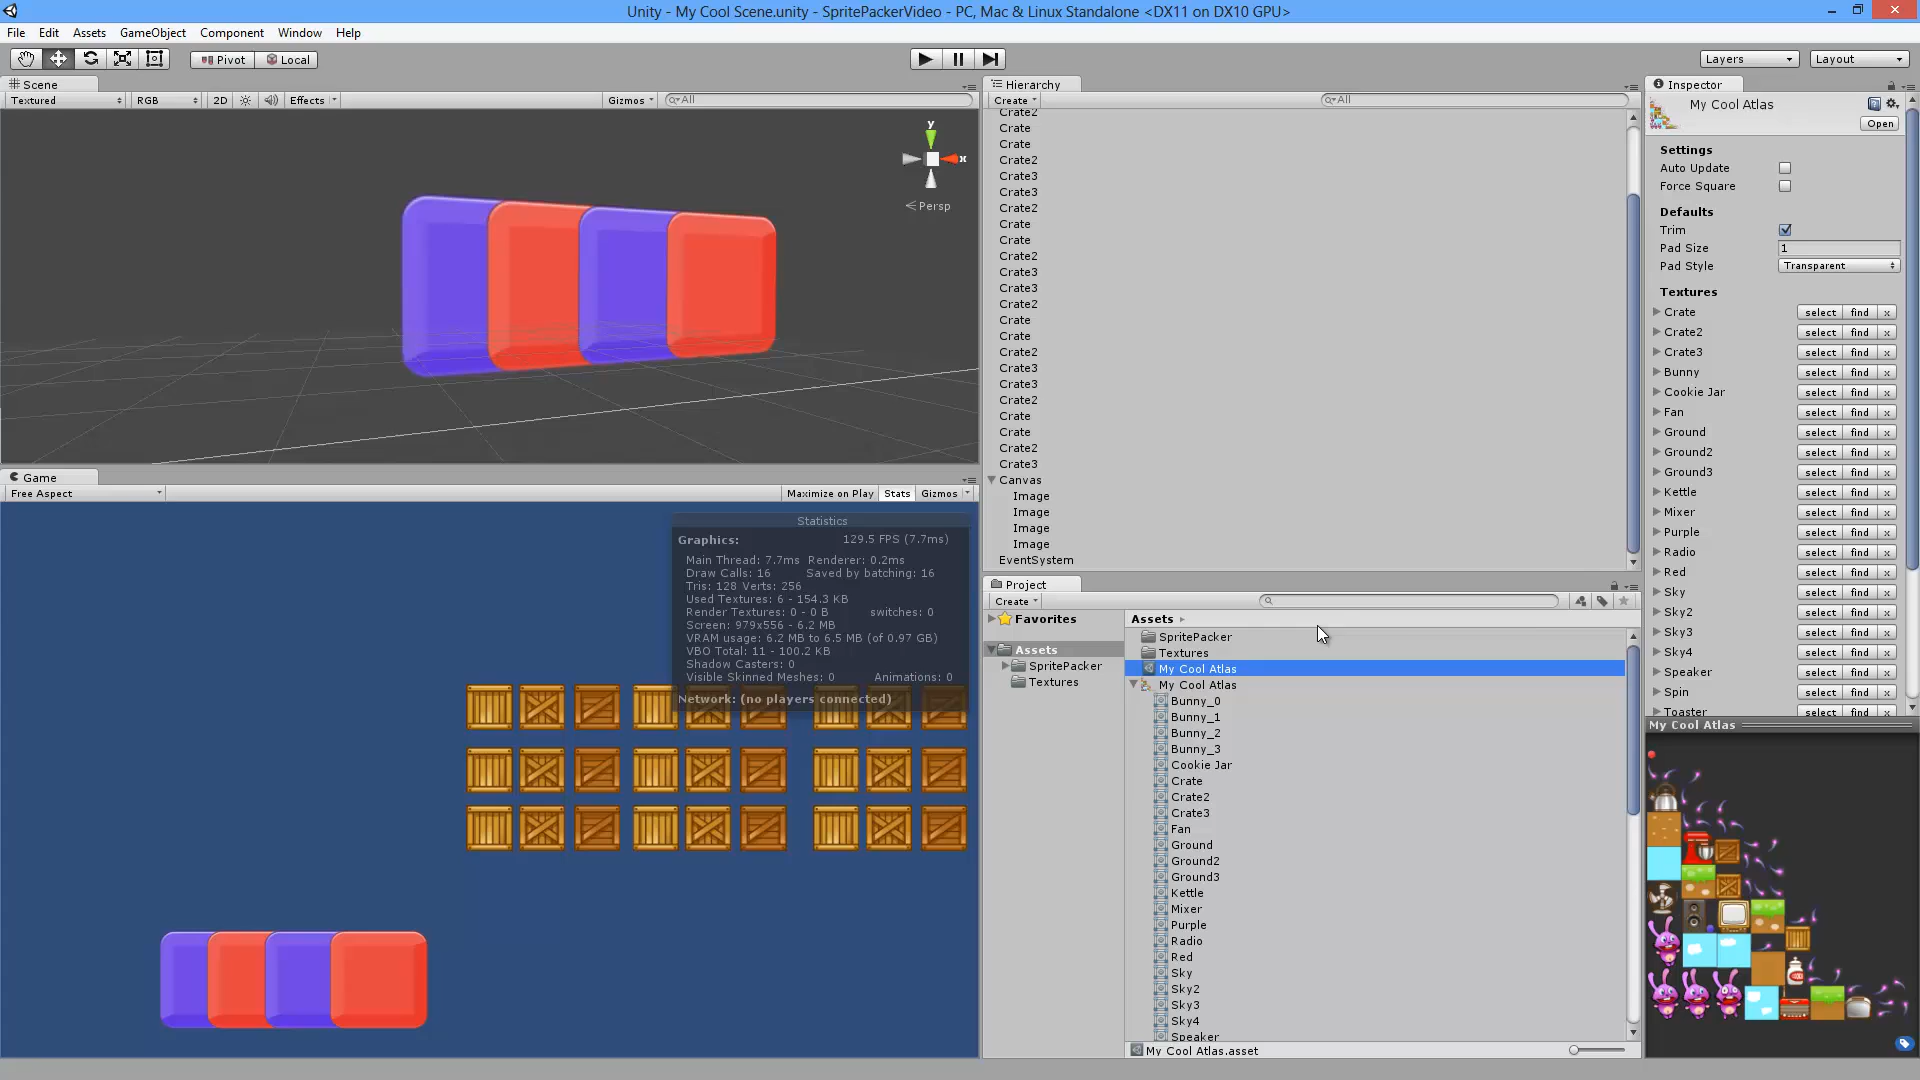 Unity - My Cool Scene.unity - SpritePackerVideo - PC, Mac & Linux Standalone <DX11 on DX10 GPU>
File Edit Assets GameObject Component Window Help
Pivot Local Layers Layout
Scene
Textured RGB 2D Effects Gizmos All
y
x
Persp
Game
Free Aspect Maximize on Play Stats Gizmos
Statistics
Graphics: 129.5 FPS (7.7ms)
Main Thread: 7.7ms Renderer: 0.2ms
Draw Calls: 16 Saved by batching: 16
Tris: 128 Verts: 256
Used Textures: 6 - 154.3 KB
Render Textures: 0 - 0 B switches: 0
Screen: 979x556 - 6.2 MB
VRAM usage: 6.2 MB to 6.5 MB (of 0.97 GB)
VBO Total: 11 - 100.2 KB
Shadow Casters: 0
Visible Skinned Meshes: 0 Animations: 0
Network: (no players connected)
Hierarchy
Create All
Crate2
Crate
Crate
Crate2
Crate3
Crate3
Crate2
Crate
Crate
Crate2
Crate3
Crate3
Crate2
Crate
Crate
Crate2
Crate3
Crate3
Crate2
Crate
Crate
Crate2
Crate3
Canvas
Image
Image
Image
Image
EventSystem
Project
Create
Favorites
Assets
SpritePacker
Textures
Assets
SpritePacker
Textures
My Cool Atlas
My Cool Atlas
Bunny_0
Bunny_1
Bunny_2
Bunny_3
Cookie Jar
Crate
Crate2
Crate3
Fan
Ground
Ground2
Ground3
Kettle
Mixer
Purple
Radio
Red
Sky
Sky2
Sky3
Sky4
Speaker
My Cool Atlas.asset
Inspector
My Cool Atlas
Open
Settings
Auto Update
Force Square
Defaults
Trim
Pad Size 1
Pad Style Transparent
Textures
Crate select find x
Crate2 select find x
Crate3 select find x
Bunny select find x
Cookie Jar select find x
Fan select find x
Ground select find x
Ground2 select find x
Ground3 select find x
Kettle select find x
Mixer select find x
Purple select find x
Radio select find x
Red select find x
Sky select find x
Sky2 select find x
Sky3 select find x
Sky4 select find x
Speaker select find x
Spin select find x
Toaster select find x
My Cool Atlas